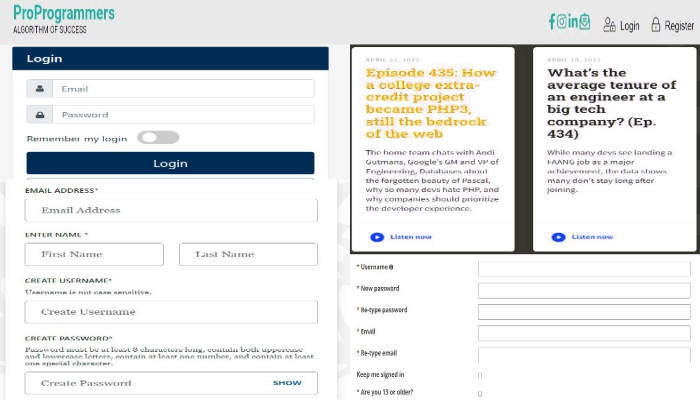 ProProgrammers
ALGORITHM OF SUCCESS
Login
Register
Login
Email
Password
Remember my login
Login
EMAIL ADDRESS*
Email Address
ENTER NAME *
First Name
Last Name
CREATE USERNAME*
Username is not case sensitive.
Create Username
CREATE PASSWORD*
Password must be at least 8 characters long, contain both uppercase
and lowercase letters, contain at least one number, and contain at least
one special character.
Create Password
SHOW
APRIL 22, 2022
Episode 435: How
a college extra-
credit project
became PHP3,
still the bedrock
of the web
The home team chats with Andi
Gutmans, Google's GM and VP of
Engineering, Databases about
the forgotten beauty of Pascal,
why so many devs hate PHP, and
why companies should prioritize
the developer experience.
Listen now
APRIL 19, 2022
What's the
average tenure of
an engineer at a
big tech
company? (Ep.
434)
While many devs see landing a
FAANG job as a major
achievement, the data shows
many don't stay long after
joining.
Listen now
* Username
* New password
* Re-type password
* Email
* Re-type email
Keep me signed in
* Are you 13 or older?